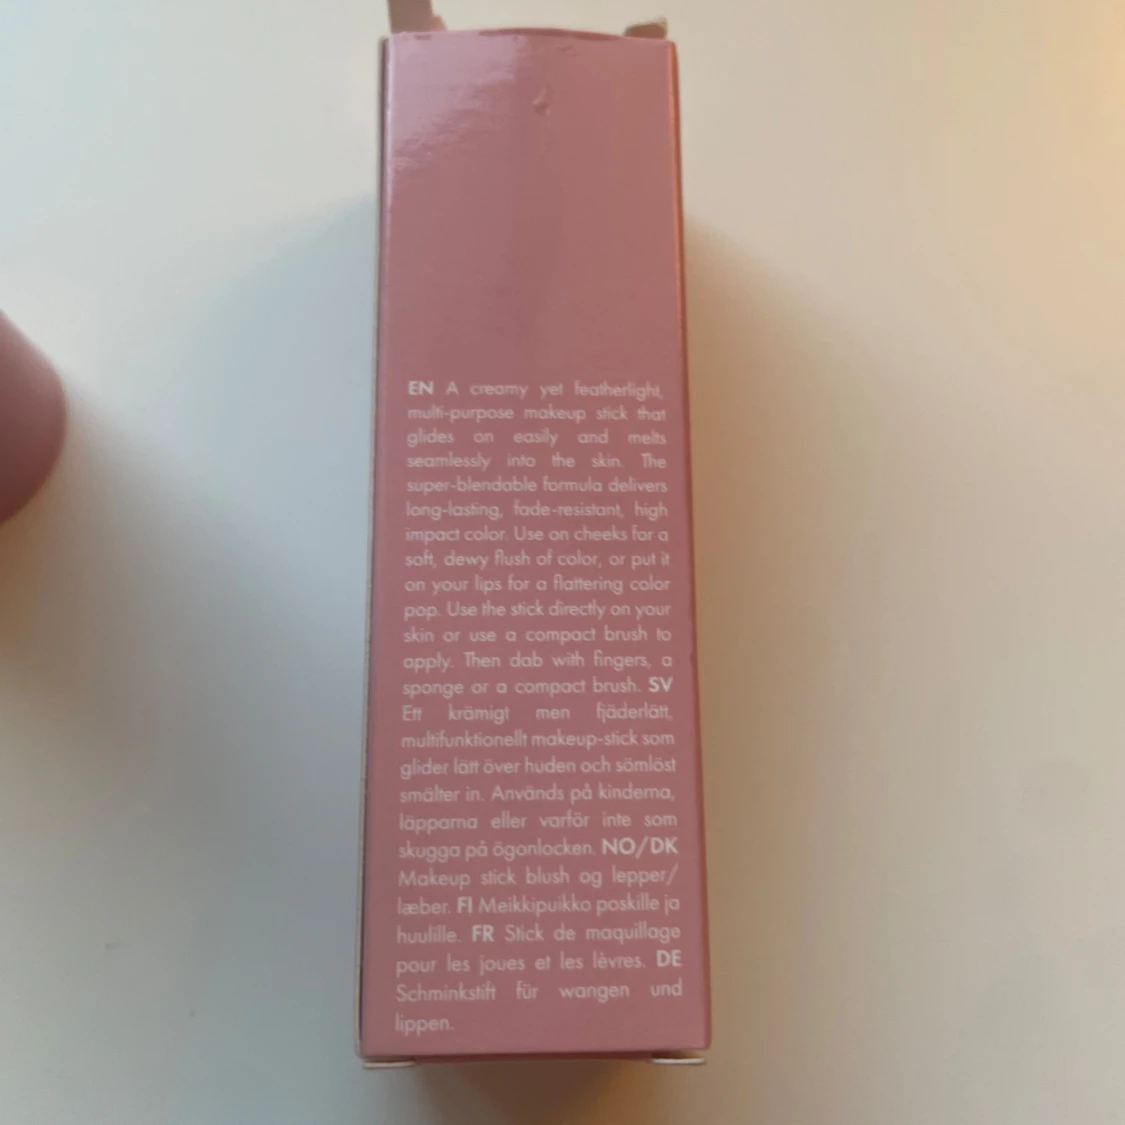 EN A creamy yet featherlight,
multi-purpose makeup stick that
glides on easily and melts
seamlessly into the skin. The
super-blendable formula delivers
long-lasting, fade-resistant, high
impact color. Use on cheeks for a
soft, dewy flush of color, or put it
on your lips for a flattering color
pop. Use the stick directly on your
skin or use a compact brush to
apply. Then dab with fingers, a
sponge or a compact brush. SV
Ett krämigt men fjäderlätt,
multifunktionellt makeup-stick som
glider lätt över huden och sömlöst
smälter in. Används på kinderna,
läpparna eller varför inte som
skugga på ögonlocken. NO/DK
Makeup stick blush og lepper/
læber. FI Meikkipuikko poskille ja
huulille. FR Stick de maquillage
pour les joues et les lèvres. DE
Schminkstift für wangen und
lippen.